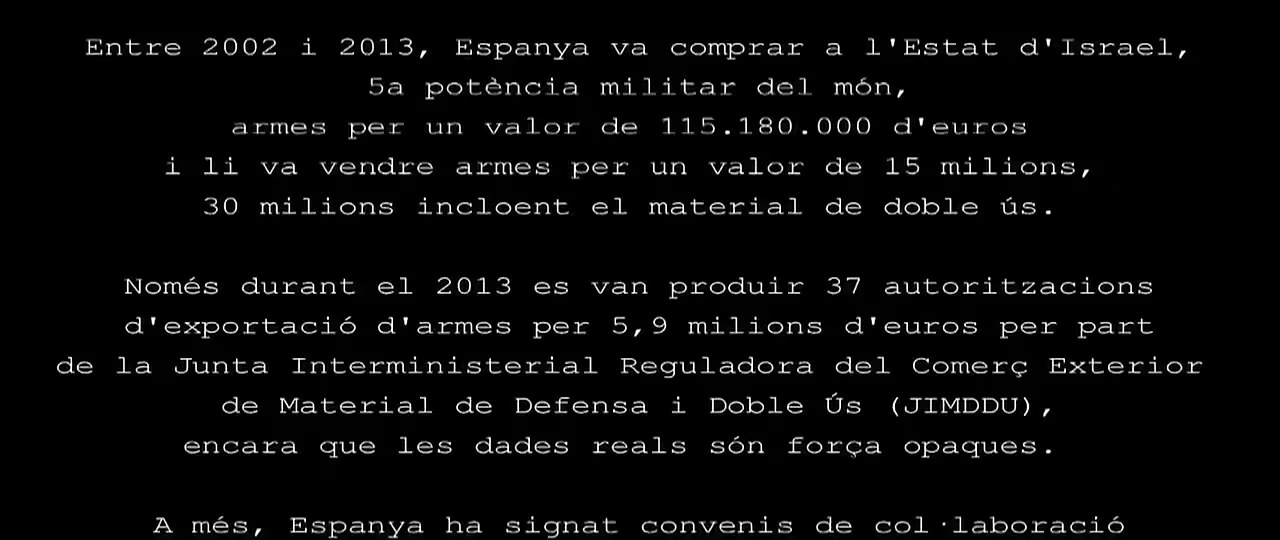 Entre 2002 i 2013, Espanya va comprar a l'Estat d'Israel,
5a potència militar del món,
armes per un valor de 115.180.000 d'euros
i li va vendre armes per un valor de 15 milions,
30 milions incloent el material de doble ús.
Només durant el 2013 es van produir 37 autoritzacions
d'exportació d'armes per 5,9 milions d'euros per part
de la Junta Interministerial Reguladora del Comerç Exterior
de Material de Defensa i Doble Ús (JIMDDU),
encara que les dades reals són força opaques.
A més, Espanya ha signat convenis de col·laboració